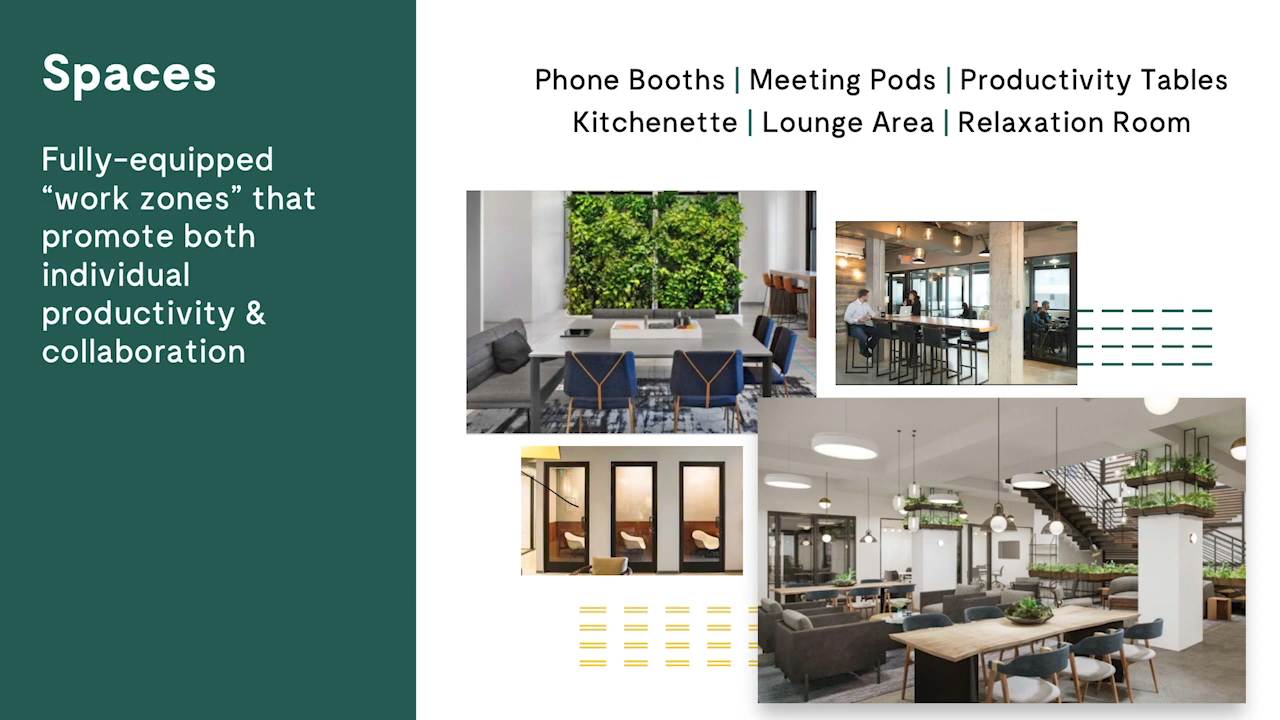 Spaces
Fully-equipped
“work zones” that
promote both
individual
productivity &
collaboration
Phone Booths | Meeting Pods | Productivity Tables
Kitchenette | Lounge Area | Relaxation Room